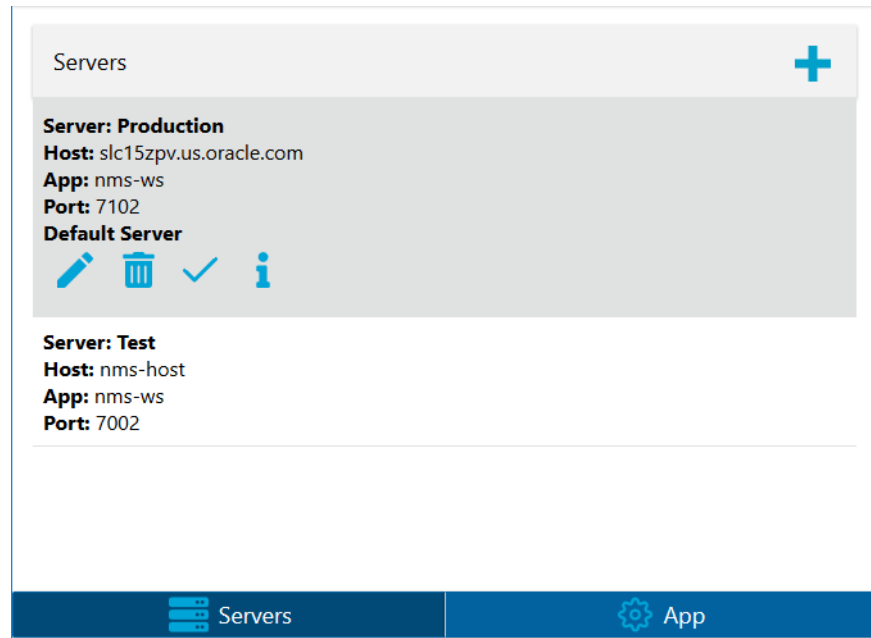 Servers
Server: Production
Host: slc15zpv.us.oracle.com
App: nms-ws
Port: 7102
Default Server
Server: Test
Host: nms-host
App: nms-ws
Port: 7002
Servers
App